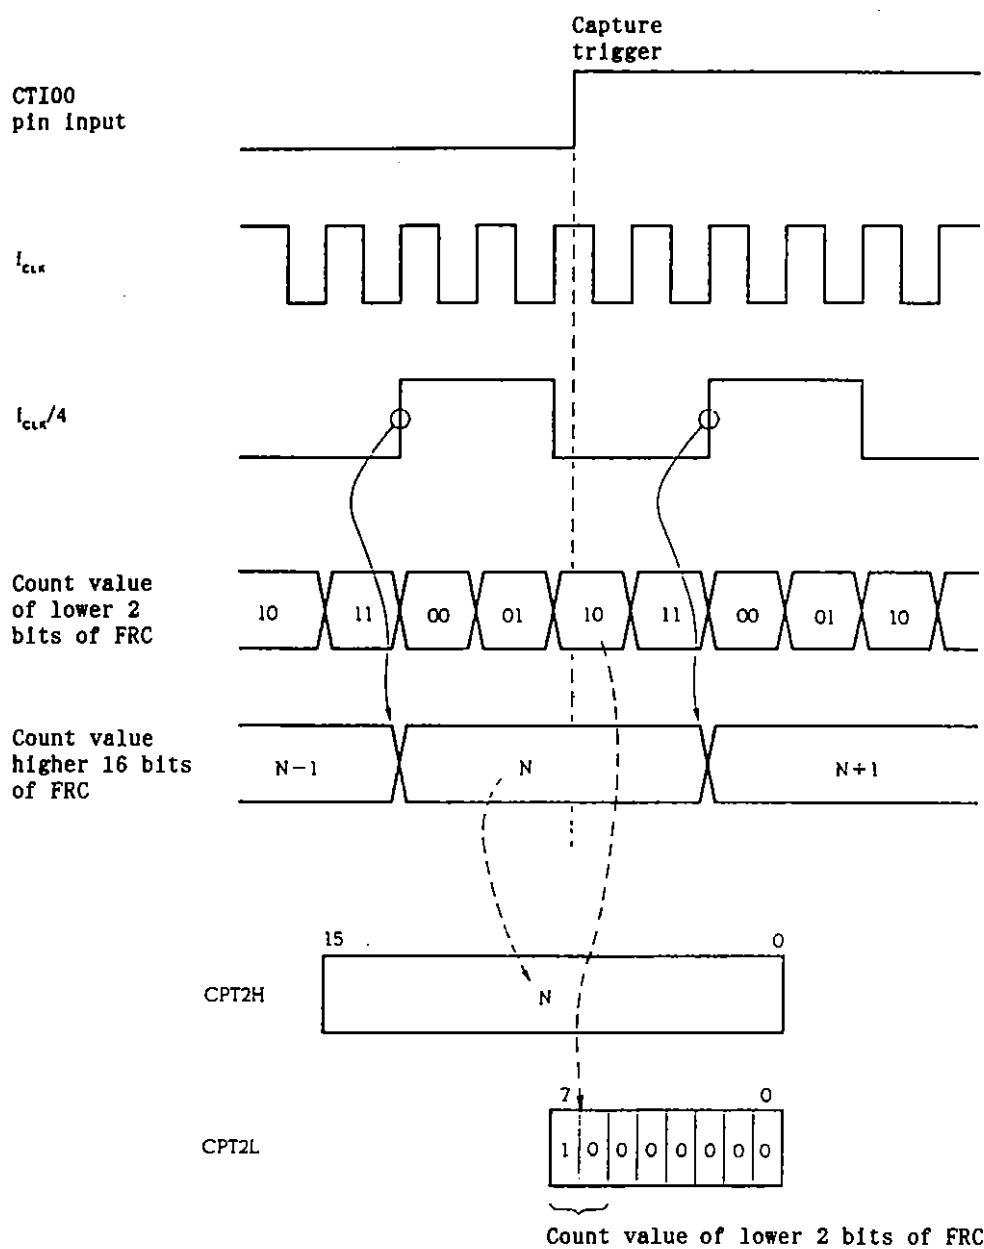 Capture
trigger
CTI00
pin input
fCLK
fCLK/4
Count value
of lower 2
bits of FRC
10 11 00 01 10 11 00 01 10
Count value
higher 16 bits
of FRC
N-1 N N+1
15 0
CPT2H N
7 0
CPT2L 1 0 0 0 0 0 0 0
Count value of lower 2 bits of FRC